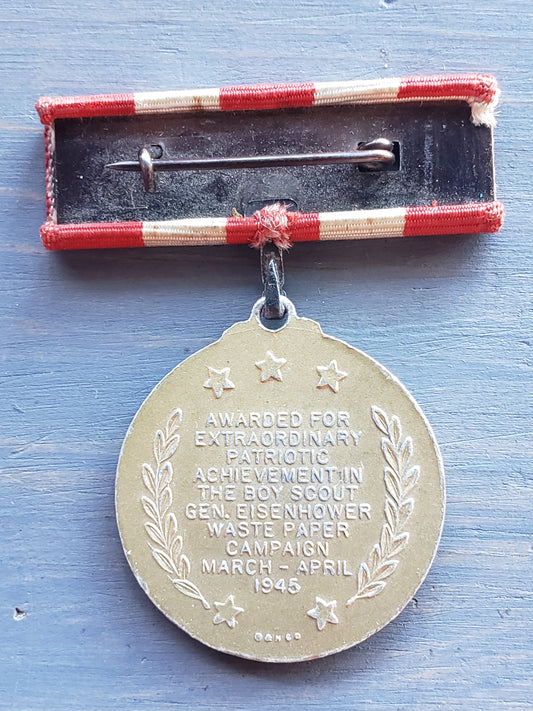 AWARDED FOR
EXTRAORDINARY
PATRIOTIC
ACHIEVEMENT IN
THE BOY SCOUT
GEN. EISENHOWER
WASTE PAPER
CAMPAIGN
MARCH - APRIL
1945